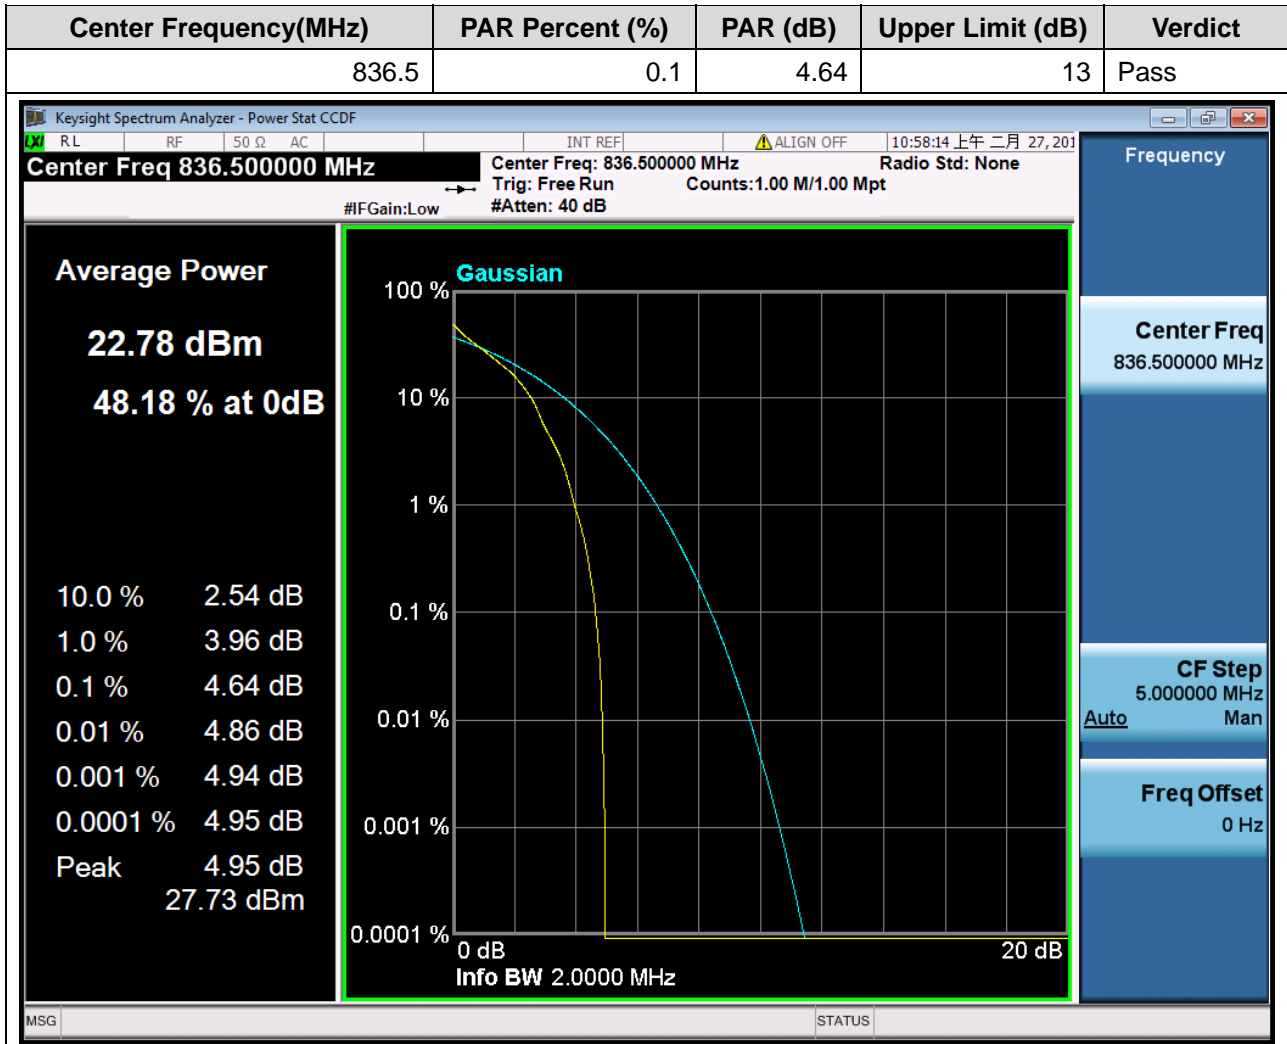 Center Frequency(MHz) PAR Percent (%) PAR (dB) Upper Limit (dB) Verdict
836.5 0.1 4.64 13 Pass
Keysight Spectrum Analyzer - Power Stat CCDF
LXI RL RF 50 Ω AC INT REF ALIGN OFF 10:58:14 上午 二月 27, 201
Center Freq 836.500000 MHz
Center Freq: 836.500000 MHz Radio Std: None
Trig: Free Run Counts:1.00 M/1.00 Mpt
#IFGain:Low #Atten: 40 dB
Frequency
Average Power
22.78 dBm
48.18 % at 0dB
10.0 % 2.54 dB
1.0 % 3.96 dB
0.1 % 4.64 dB
0.01 % 4.86 dB
0.001 % 4.94 dB
0.0001 % 4.95 dB
Peak 4.95 dB
27.73 dBm
Gaussian
100 %
10 %
1 %
0.1 %
0.01 %
0.001 %
0.0001 %
0 dB 20 dB
Info BW 2.0000 MHz
Center Freq
836.500000 MHz
CF Step
5.000000 MHz
Auto Man
Freq Offset
0 Hz
MSG STATUS